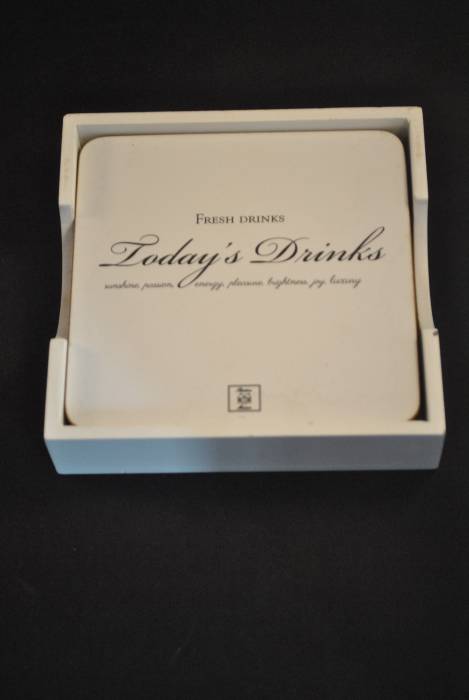 FRESH DRINKS
Today's Drinks
sunshine, passion, energy, pleasure, brightness, joy, luxury